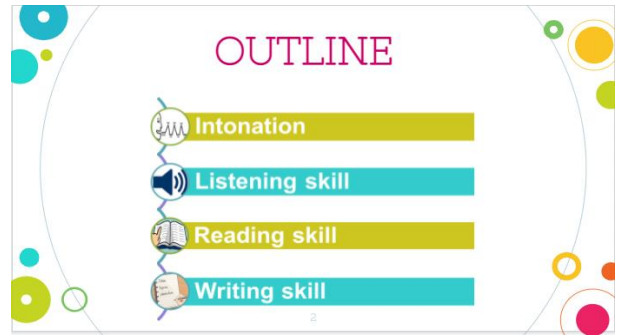 OUTLINE
Intonation
Listening skill
Reading skill
Writing skill
2